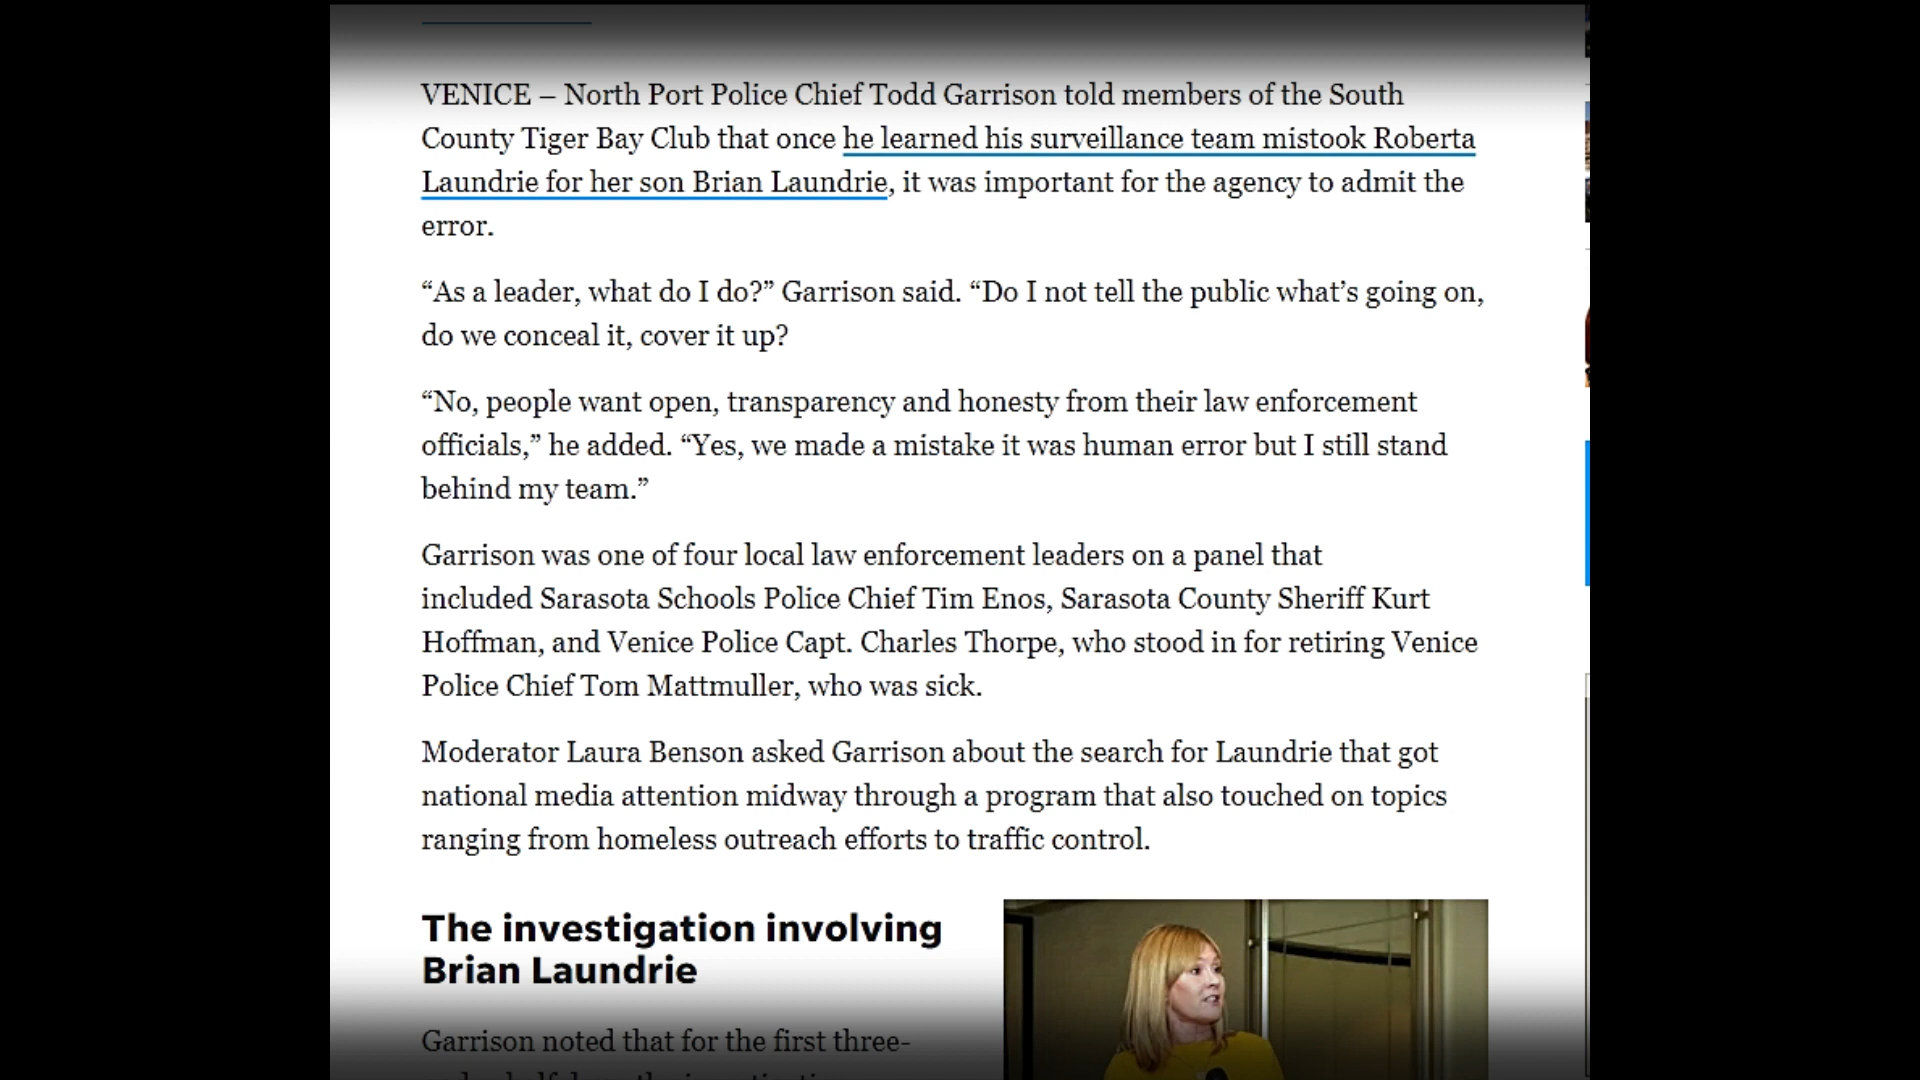 VENICE – North Port Police Chief Todd Garrison told members of the South
County Tiger Bay Club that once he learned his surveillance team mistook Roberta
Laundrie for her son Brian Laundrie, it was important for the agency to admit the
error.
“As a leader, what do I do?” Garrison said. “Do I not tell the public what’s going on,
do we conceal it, cover it up?
“No, people want open, transparency and honesty from their law enforcement
officials,” he added. “Yes, we made a mistake it was human error but I still stand
behind my team.”
Garrison was one of four local law enforcement leaders on a panel that
included Sarasota Schools Police Chief Tim Enos, Sarasota County Sheriff Kurt
Hoffman, and Venice Police Capt. Charles Thorpe, who stood in for retiring Venice
Police Chief Tom Mattmuller, who was sick.
Moderator Laura Benson asked Garrison about the search for Laundrie that got
national media attention midway through a program that also touched on topics
ranging from homeless outreach efforts to traffic control.
The investigation involving
Brian Laundrie
Garrison noted that for the first three-